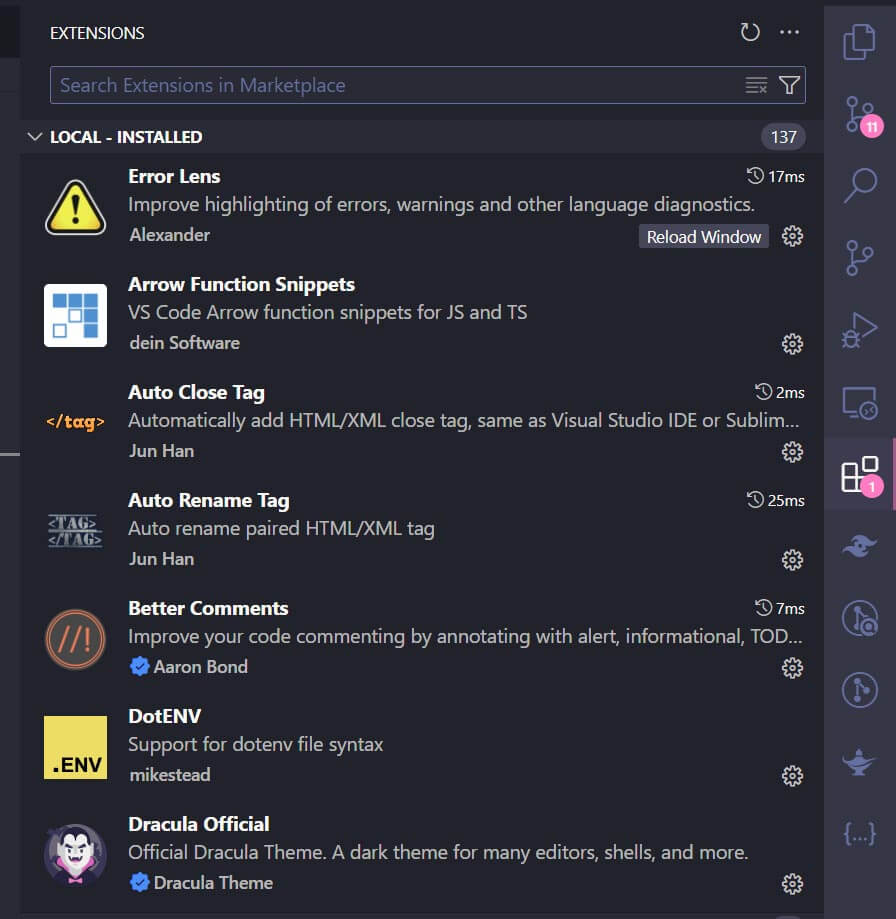 EXTENSIONS
Search Extensions in Marketplace
LOCAL - INSTALLED 137
Error Lens 17ms
Improve highlighting of errors, warnings and other language diagnostics.
Alexander Reload Window
Arrow Function Snippets
VS Code Arrow function snippets for JS and TS
dein Software
</tag>
Auto Close Tag 2ms
Automatically add HTML/XML close tag, same as Visual Studio IDE or Sublim...
Jun Han
<TAG>
</TAG>
Auto Rename Tag 25ms
Auto rename paired HTML/XML tag
Jun Han
//!
Better Comments 7ms
Improve your code commenting by annotating with alert, informational, TOD...
Aaron Bond
.ENV
DotENV
Support for dotenv file syntax
mikestead
Dracula Official
Official Dracula Theme. A dark theme for many editors, shells, and more.
Dracula Theme
11
1
{...}